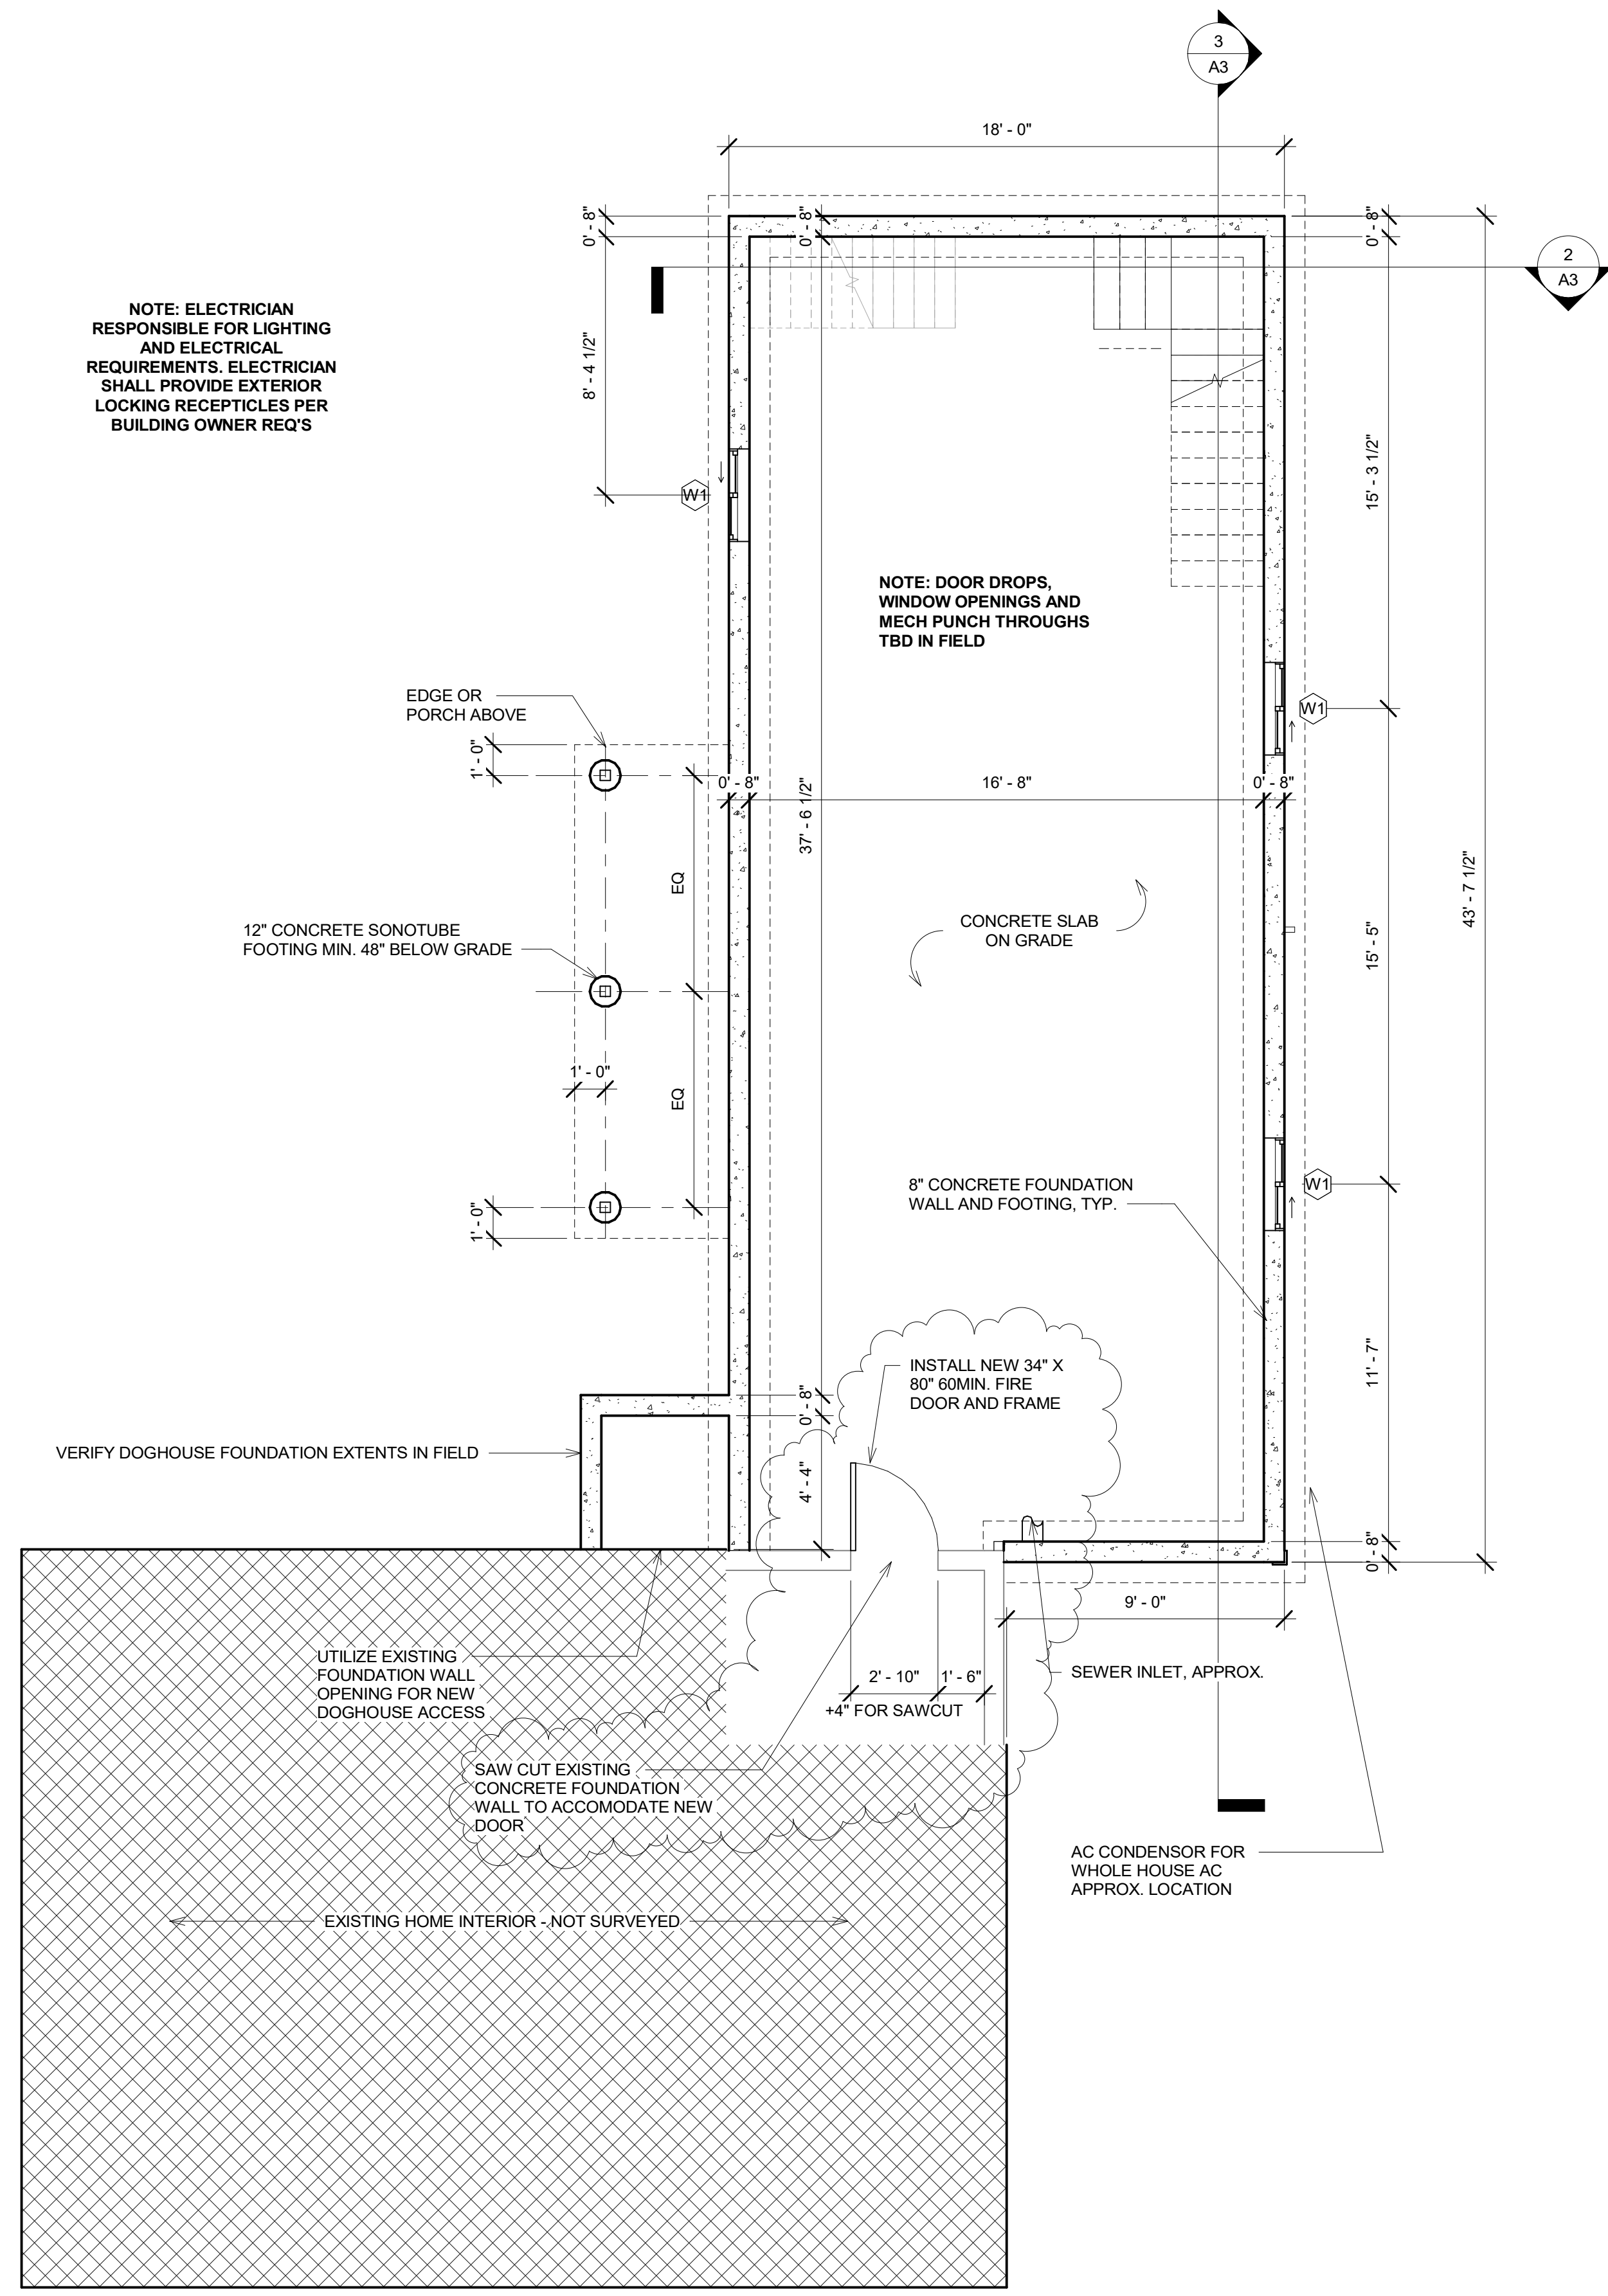 3
A3
18' - 0"
0' - 8"
0' - 8"
0' - 8"
2
A3
NOTE: ELECTRICIAN
RESPONSIBLE FOR LIGHTING
AND ELECTRICAL
REQUIREMENTS. ELECTRICIAN
SHALL PROVIDE EXTERIOR
LOCKING RECEPTICLES PER
BUILDING OWNER REQ'S
8' - 4 1/2"
W1
15' - 3 1/2"
NOTE: DOOR DROPS,
WINDOW OPENINGS AND
MECH PUNCH THROUGHS
TBD IN FIELD
EDGE OR
PORCH ABOVE
W1
1' - 0"
0' - 8"
16' - 8"
0' - 8"
37' - 6 1/2"
EQ
43' - 7 1/2"
12" CONCRETE SONOTUBE
FOOTING MIN. 48" BELOW GRADE
CONCRETE SLAB
ON GRADE
15' - 5"
1' - 0"
EQ
8" CONCRETE FOUNDATION
WALL AND FOOTING, TYP.
W1
1' - 0"
INSTALL NEW 34" X
80" 60MIN. FIRE
DOOR AND FRAME
11' - 7"
0' - 8"
VERIFY DOGHOUSE FOUNDATION EXTENTS IN FIELD
4' - 4"
0' - 8"
9' - 0"
UTILIZE EXISTING
FOUNDATION WALL
OPENING FOR NEW
DOGHOUSE ACCESS
2' - 10"
1' - 6"
+4" FOR SAWCUT
SEWER INLET, APPROX.
SAW CUT EXISTING
CONCRETE FOUNDATION
WALL TO ACCOMODATE NEW
DOOR
AC CONDENSOR FOR
WHOLE HOUSE AC
APPROX. LOCATION
EXISTING HOME INTERIOR - NOT SURVEYED